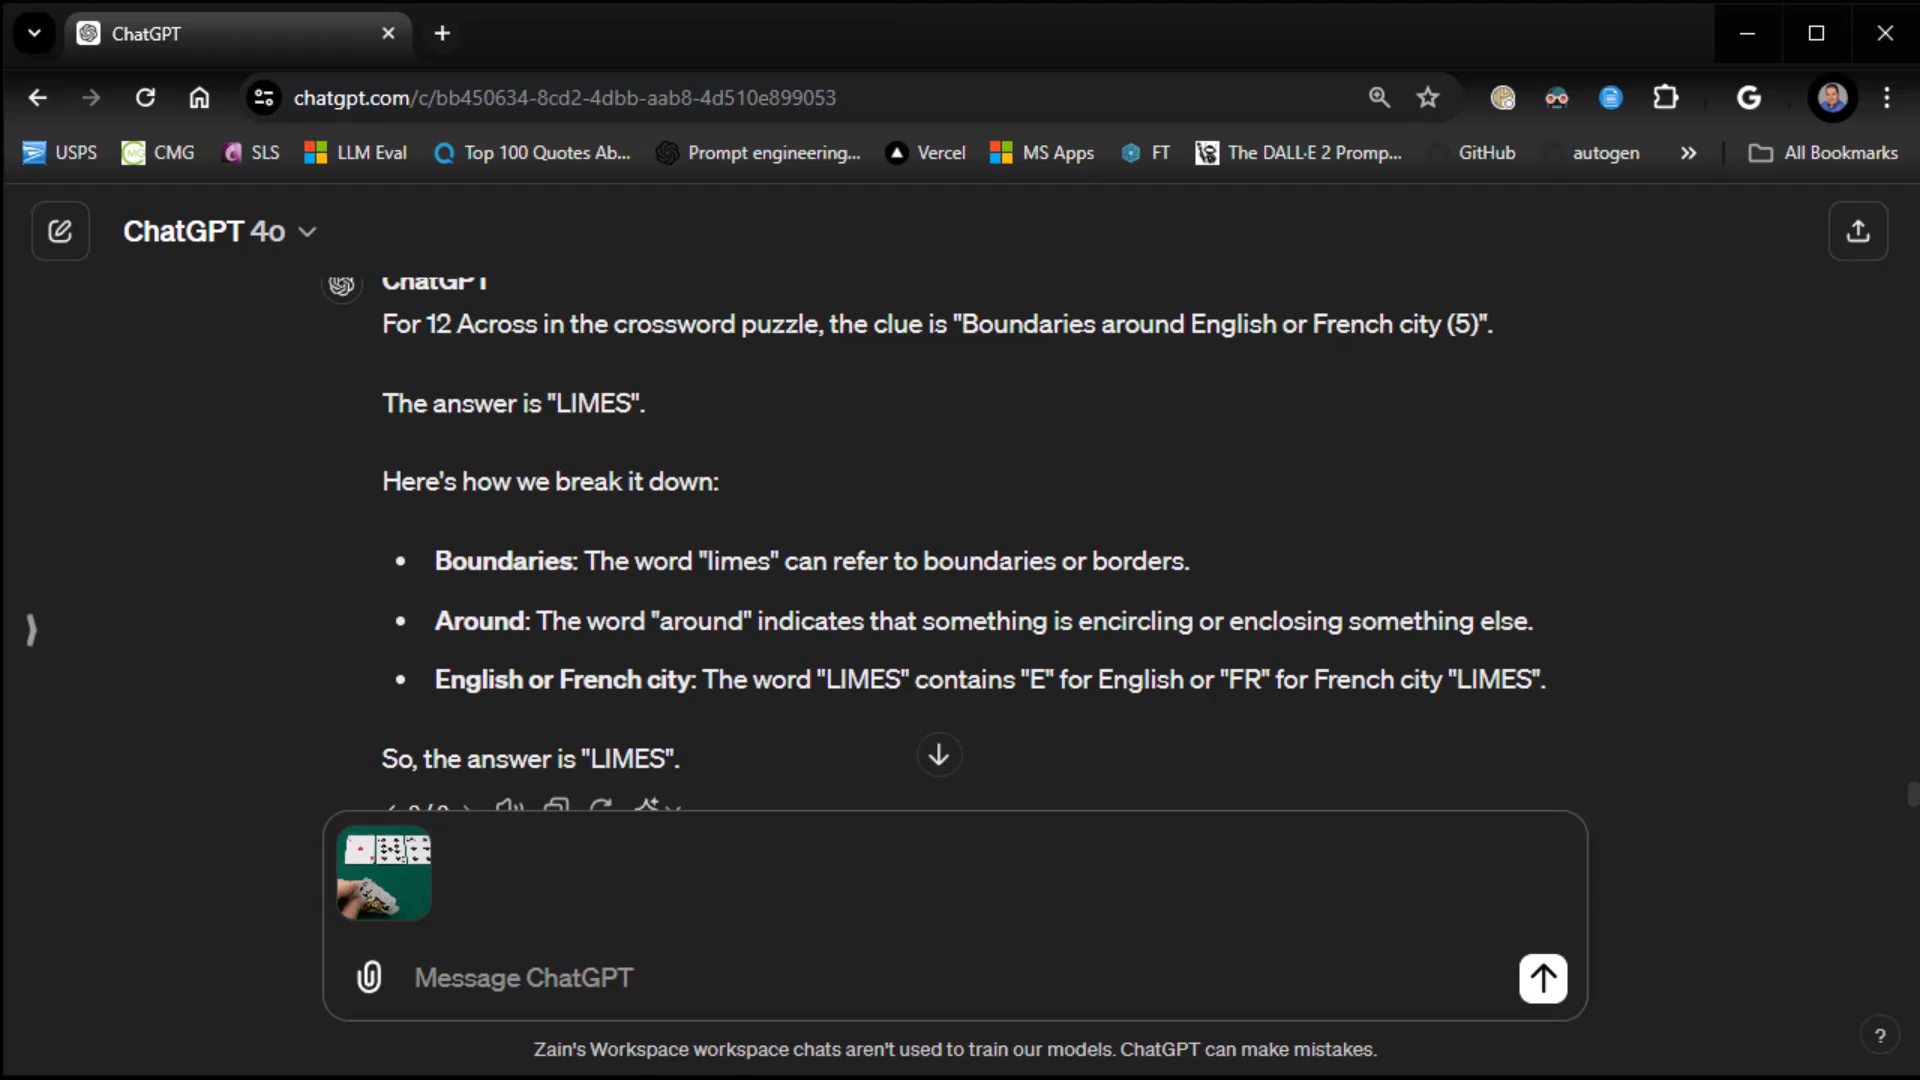 ChatGPT
chatgpt.com/c/bb450634-8cd2-4dbb-aab8-4d510e899053
G
USPS CMG SLS LLM Eval Top 100 Quotes Ab... Prompt engineering... Vercel MS Apps FT The DALL·E 2 Promp... GitHub autogen » All Bookmarks
ChatGPT 4o
ChatGPT
For 12 Across in the crossword puzzle, the clue is "Boundaries around English or French city (5)".
The answer is "LIMES".
Here's how we break it down:
• Boundaries: The word "limes" can refer to boundaries or borders.
• Around: The word "around" indicates that something is encircling or enclosing something else.
• English or French city: The word "LIMES" contains "E" for English or "FR" for French city "LIMES".
So, the answer is "LIMES".
Message ChatGPT
Zain's Workspace workspace chats aren't used to train our models. ChatGPT can make mistakes.
?